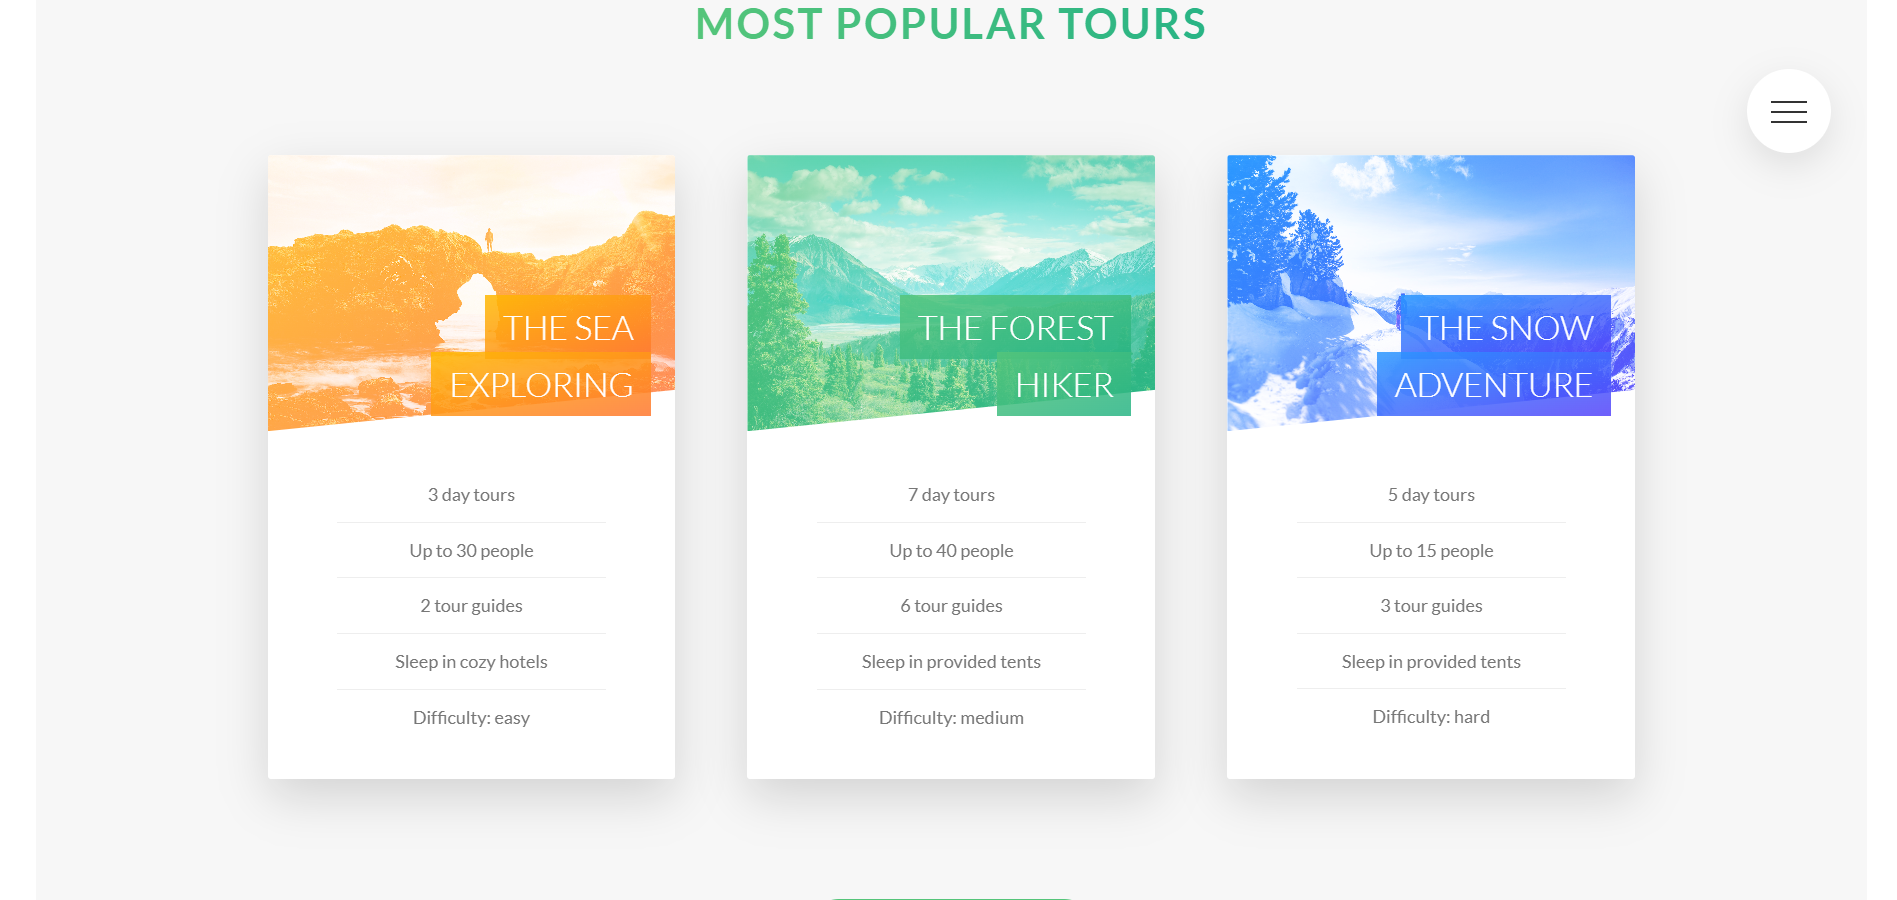 MOST POPULAR TOURS
THE SEA
EXPLORING
3 day tours
Up to 30 people
2 tour guides
Sleep in cozy hotels
Difficulty: easy
THE FOREST
HIKER
7 day tours
Up to 40 people
6 tour guides
Sleep in provided tents
Difficulty: medium
THE SNOW
ADVENTURE
5 day tours
Up to 15 people
3 tour guides
Sleep in provided tents
Difficulty: hard